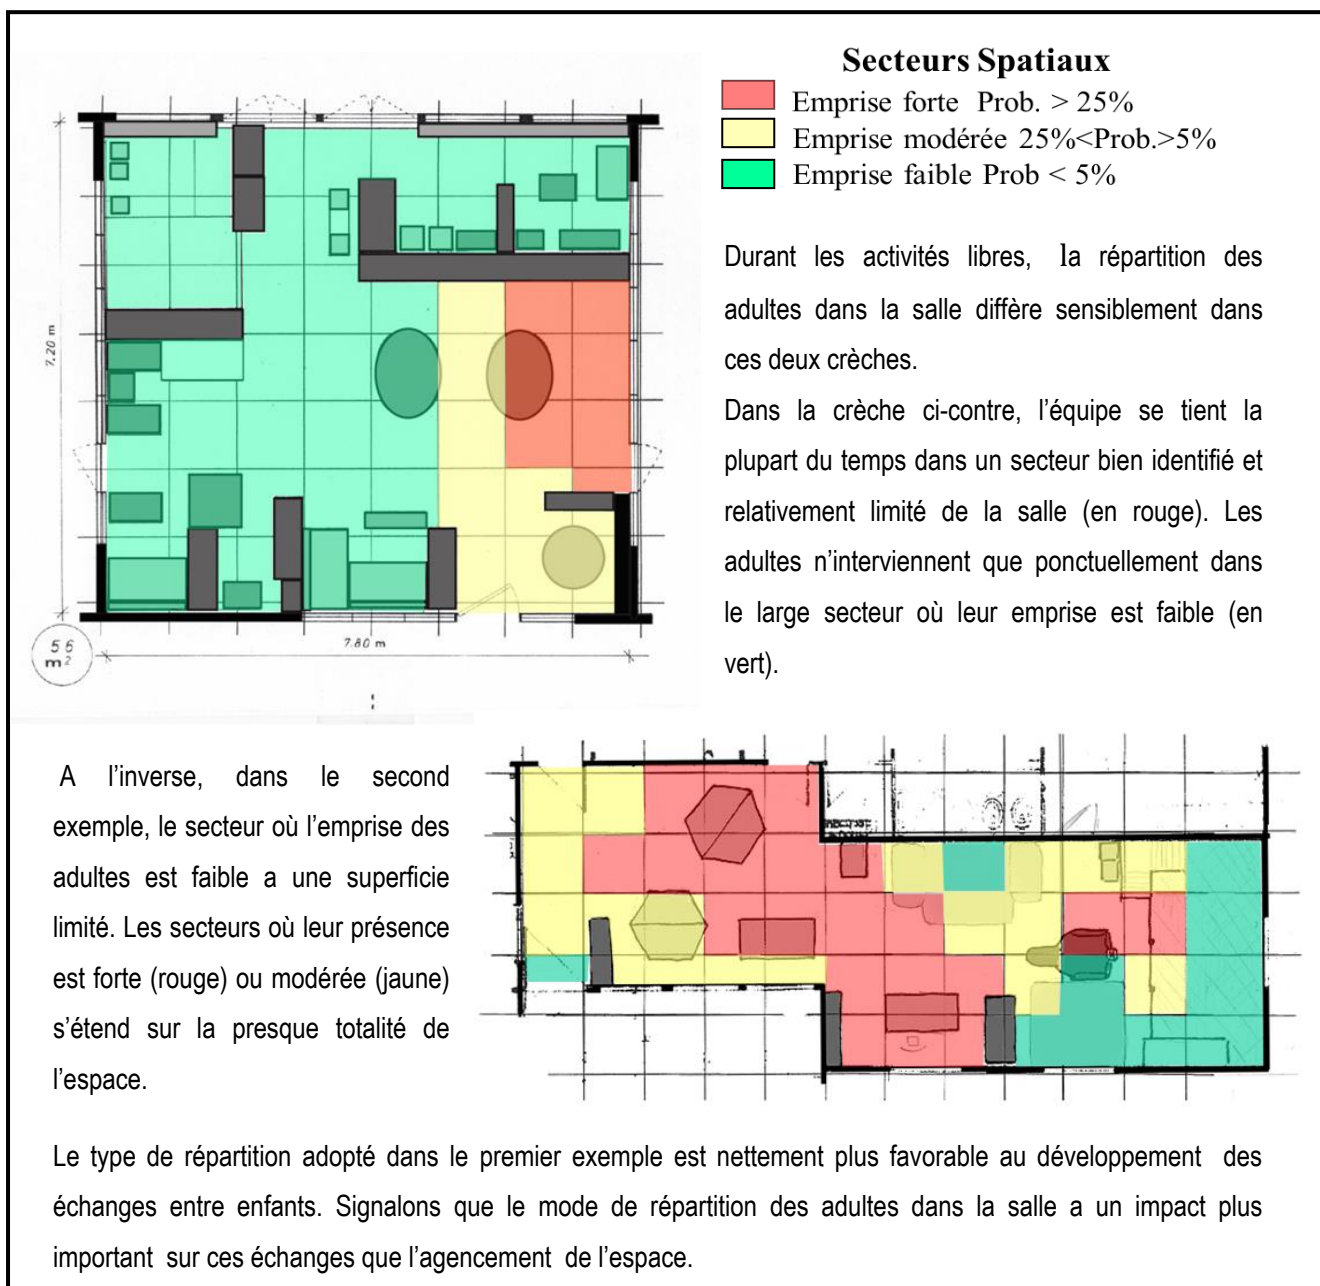 Secteurs Spatiaux
Emprise forte Prob. > 25%
Emprise modérée 25%<Prob.>5%
Emprise faible Prob < 5%
7.20 m
7.80 m
56
m²
Durant les activités libres, la répartition des
adultes dans la salle diffère sensiblement dans
ces deux crèches.
Dans la crèche ci-contre, l'équipe se tient la
plupart du temps dans un secteur bien identifié et
relativement limité de la salle (en rouge). Les
adultes n'interviennent que ponctuellement dans
le large secteur où leur emprise est faible (en
vert).
A l'inverse, dans le second
exemple, le secteur où l'emprise des
adultes est faible a une superficie
limité. Les secteurs où leur présence
est forte (rouge) ou modérée (jaune)
s'étend sur la presque totalité de
l'espace.
Le type de répartition adopté dans le premier exemple est nettement plus favorable au développement des
échanges entre enfants. Signalons que le mode de répartition des adultes dans la salle a un impact plus
important sur ces échanges que l'agencement de l'espace.